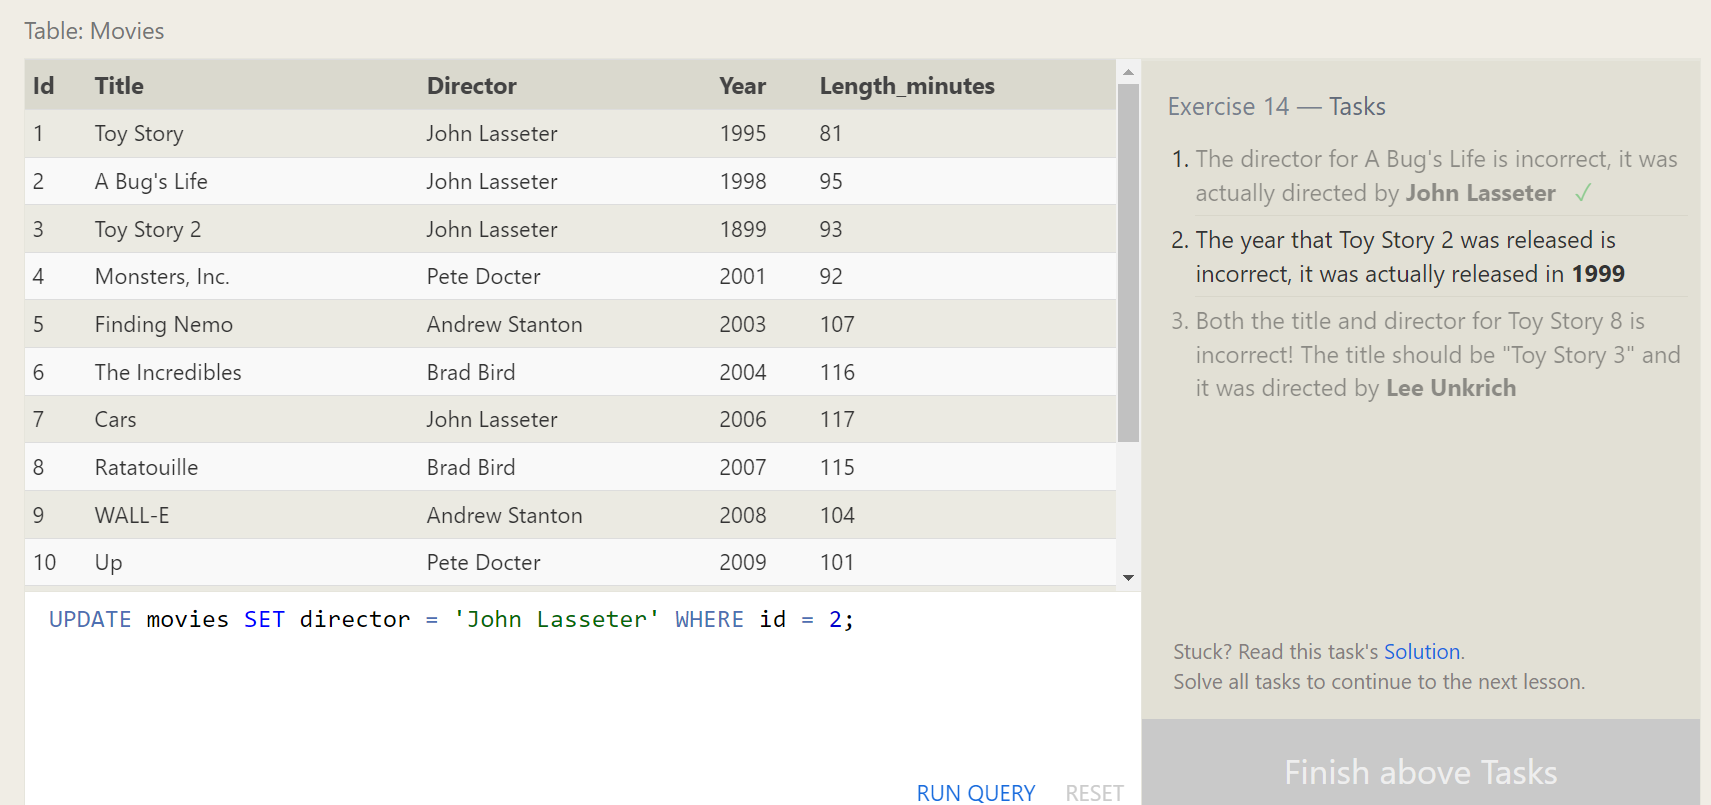 Table: Movies
Id Title Director Year Length_minutes
1 Toy Story John Lasseter 1995 81
2 A Bug's Life John Lasseter 1998 95
3 Toy Story 2 John Lasseter 1899 93
4 Monsters, Inc. Pete Docter 2001 92
5 Finding Nemo Andrew Stanton 2003 107
6 The Incredibles Brad Bird 2004 116
7 Cars John Lasseter 2006 117
8 Ratatouille Brad Bird 2007 115
9 WALL-E Andrew Stanton 2008 104
10 Up Pete Docter 2009 101
UPDATE movies SET director = 'John Lasseter' WHERE id = 2;
RUN QUERY RESET
Exercise 14 — Tasks
1. The director for A Bug's Life is incorrect, it was
actually directed by John Lasseter ✓
2. The year that Toy Story 2 was released is
incorrect, it was actually released in 1999
3. Both the title and director for Toy Story 8 is
incorrect! The title should be "Toy Story 3" and
it was directed by Lee Unkrich
Stuck? Read this task's Solution.
Solve all tasks to continue to the next lesson.
Finish above Tasks